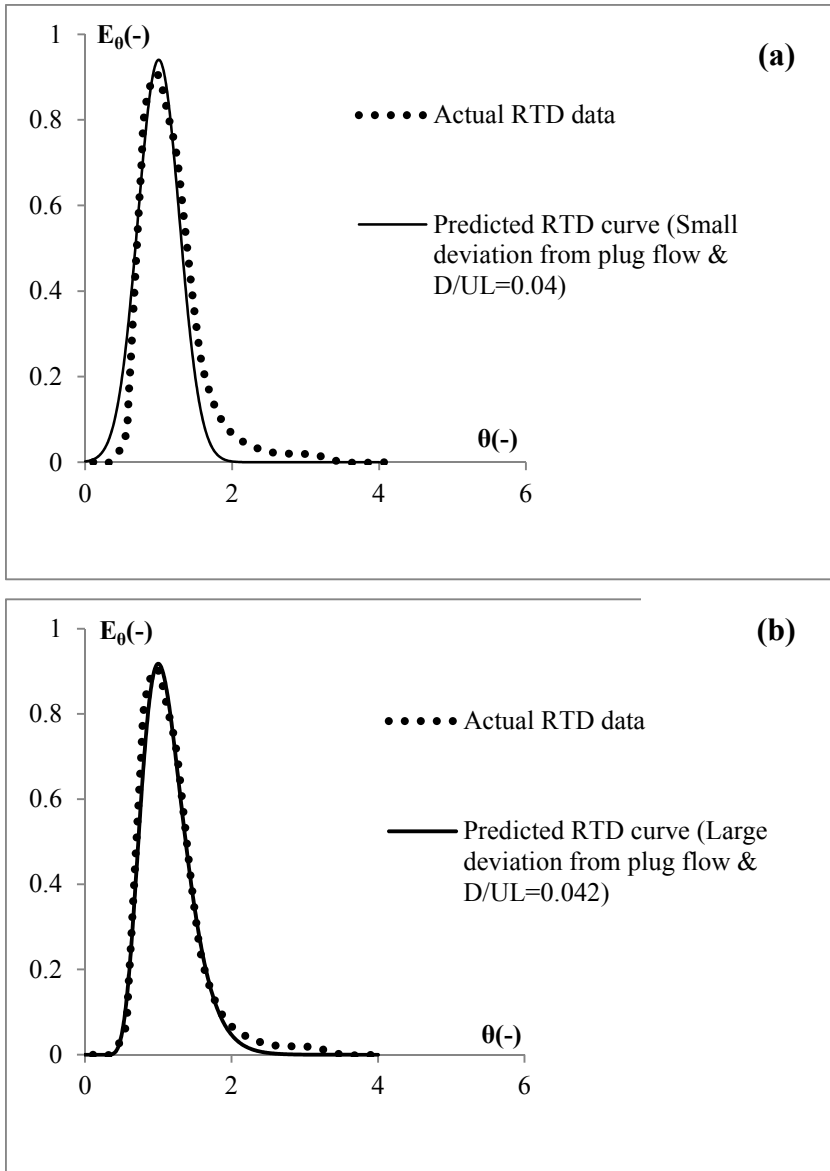 E_θ(-)
(a)
1
0.8
0.6
0.4
0.2
0
Actual RTD data
Predicted RTD curve (Small
deviation from plug flow &
D/UL=0.04)
θ(-)
0 2 4 6
E_θ(-)
(b)
1
0.8
0.6
0.4
0.2
0
Actual RTD data
Predicted RTD curve (Large
deviation from plug flow &
D/UL=0.042)
θ(-)
0 2 4 6